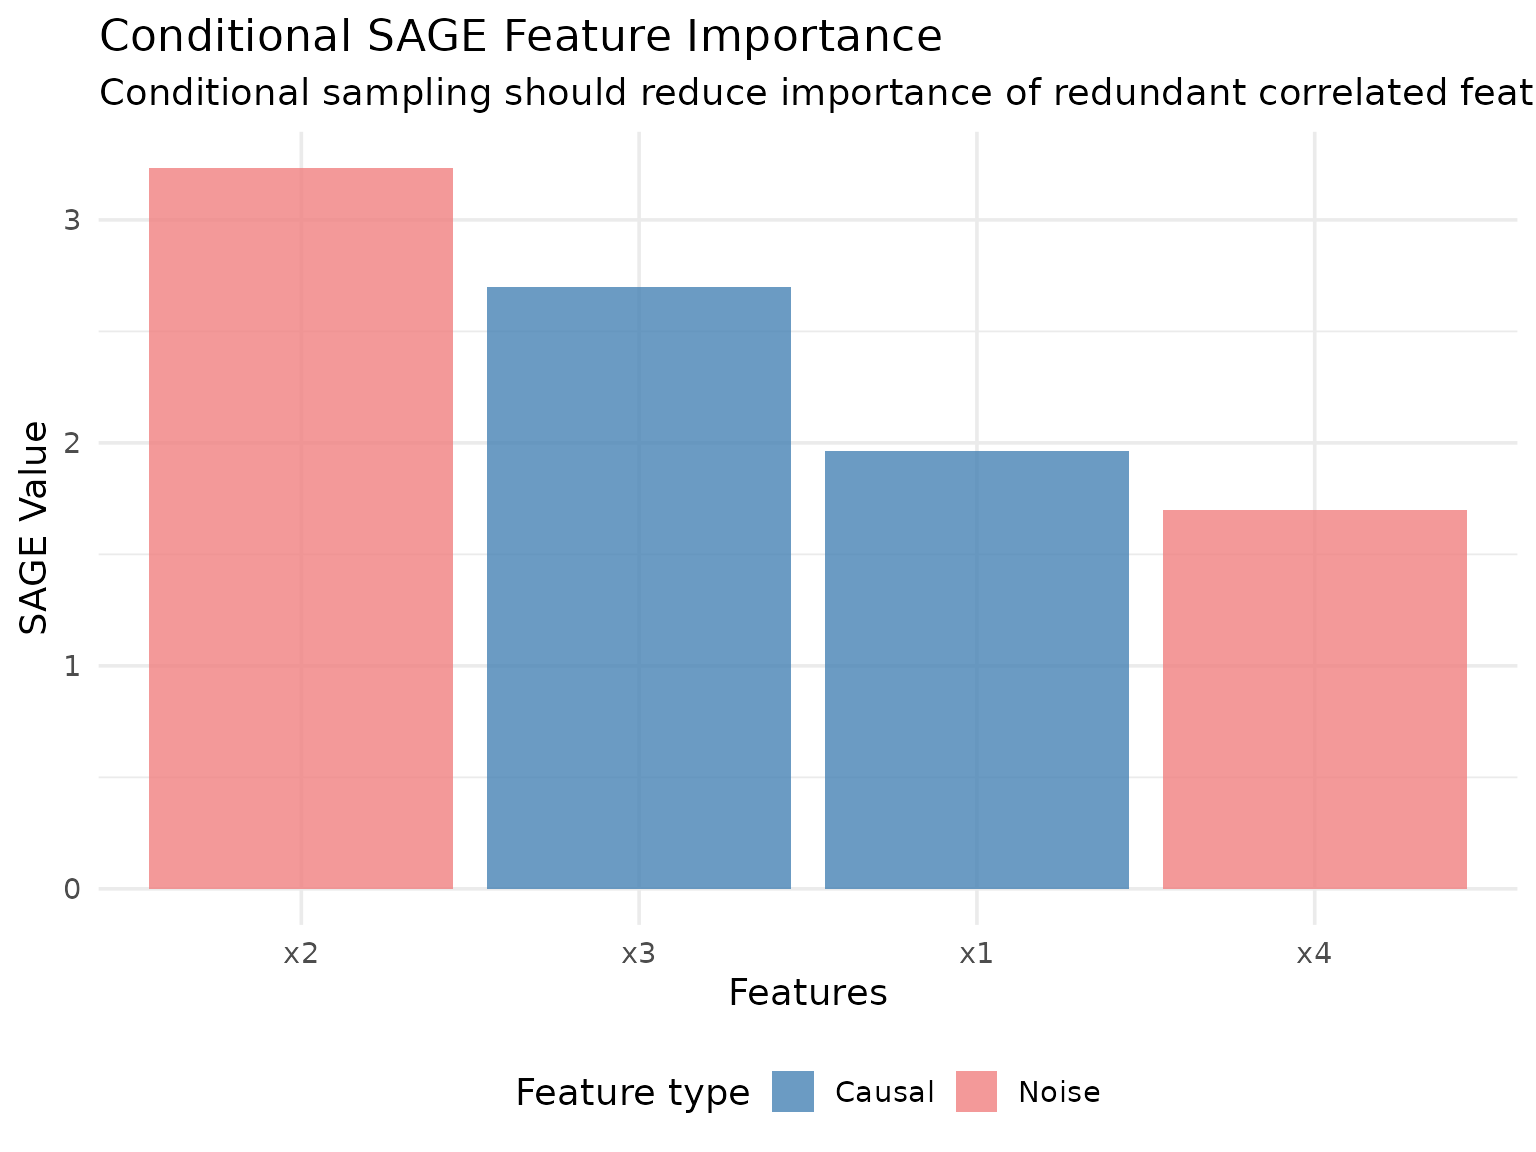 Conditional SAGE Feature Importance
Conditional sampling should reduce importance of redundant correlated feat
3
2
1
0
SAGE Value
x2 x3 x1 x4
Features
Feature type Causal Noise